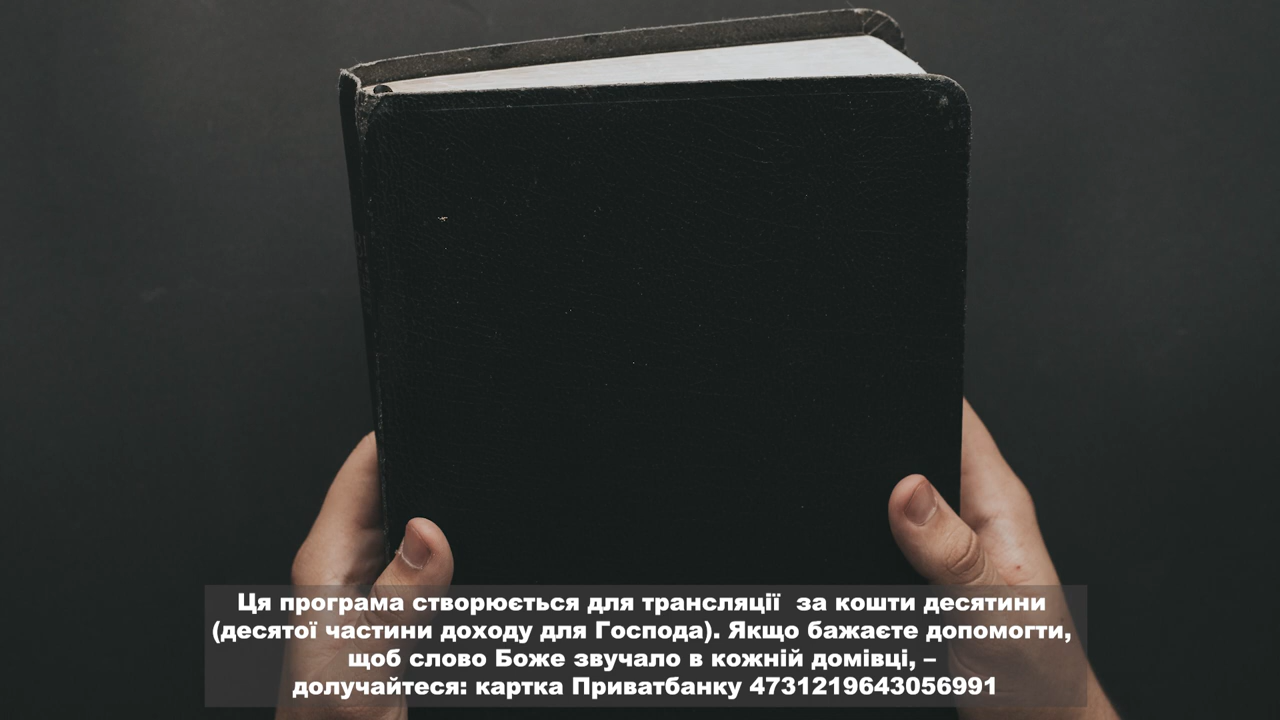 Ця програма створюється для трансляції за кошти десятини
(десятої частини доходу для Господа). Якщо бажаєте допомогти,
щоб слово Боже звучало в кожній домівці, –
долучайтеся: картка Приватбанку 4731219643056991